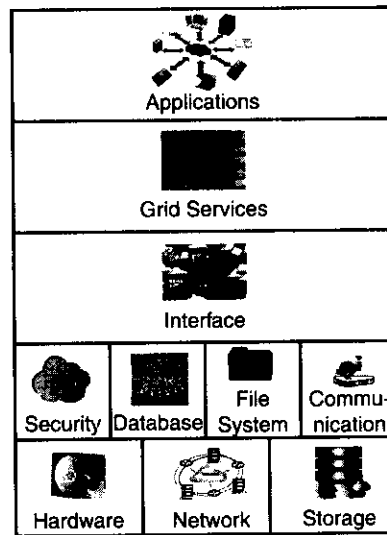 Applications
Grid Services
Interface
Security
Database
File
System
Commu-
nication
Hardware
Network
Storage